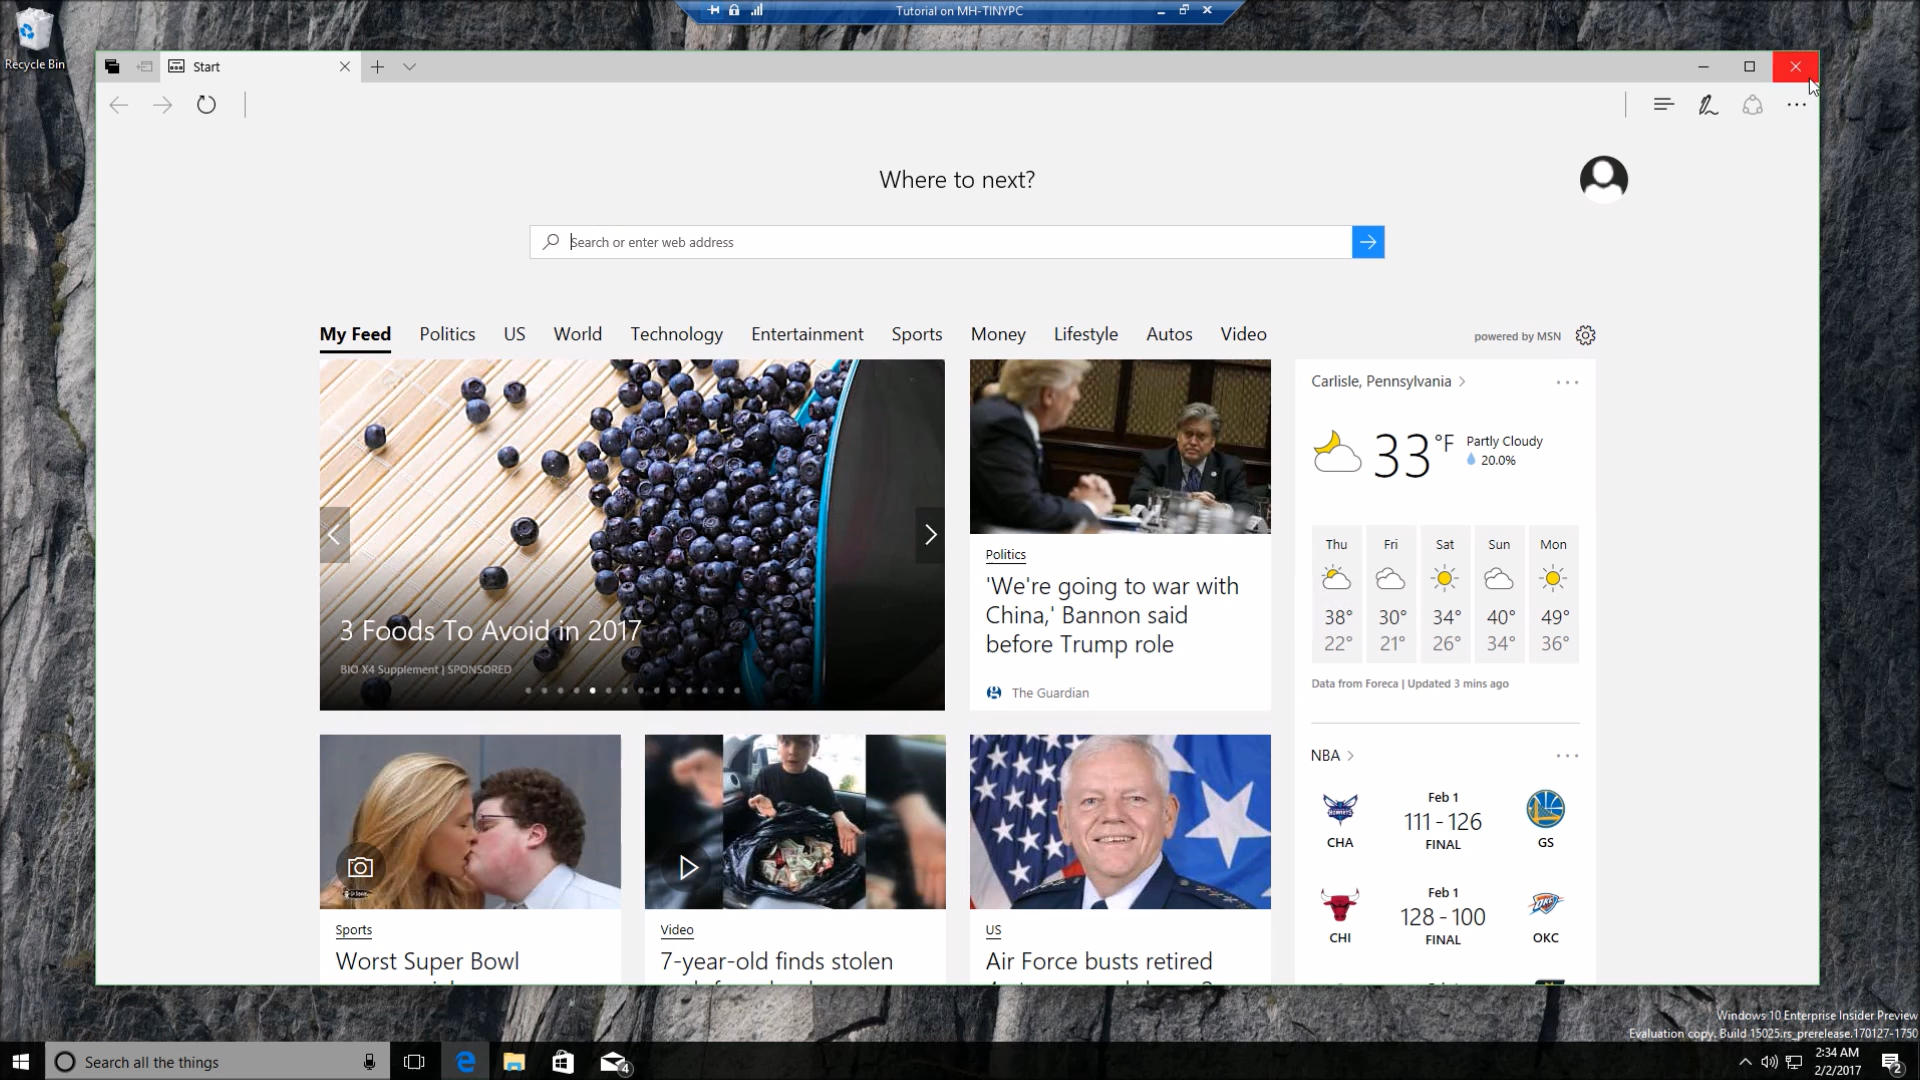 Tutorial on MH-TINYPC
Recycle Bin
Start
Where to next?
Search or enter web address
My Feed Politics US World Technology Entertainment Sports Money Lifestyle Autos Video
powered by MSN
3 Foods To Avoid in 2017
BIO X4 Supplement | SPONSORED
Politics
'We're going to war with
China,' Bannon said
before Trump role
The Guardian
Carlisle, Pennsylvania
33 °F Partly Cloudy
20.0%
Thu Fri Sat Sun Mon
38° 30° 34° 40° 49°
22° 21° 26° 34° 36°
Data from Foreca | Updated 3 mins ago
NBA
Feb 1
111 - 126
CHA FINAL GS
Feb 1
128 - 100
CHI FINAL OKC
Sports
Worst Super Bowl
Video
7-year-old finds stolen
US
Air Force busts retired
Windows 10 Enterprise Insider Preview
Evaluation copy. Build 15025.rs_prerelease.170127-1750
Search all the things
4
2:34 AM
2/2/2017
2